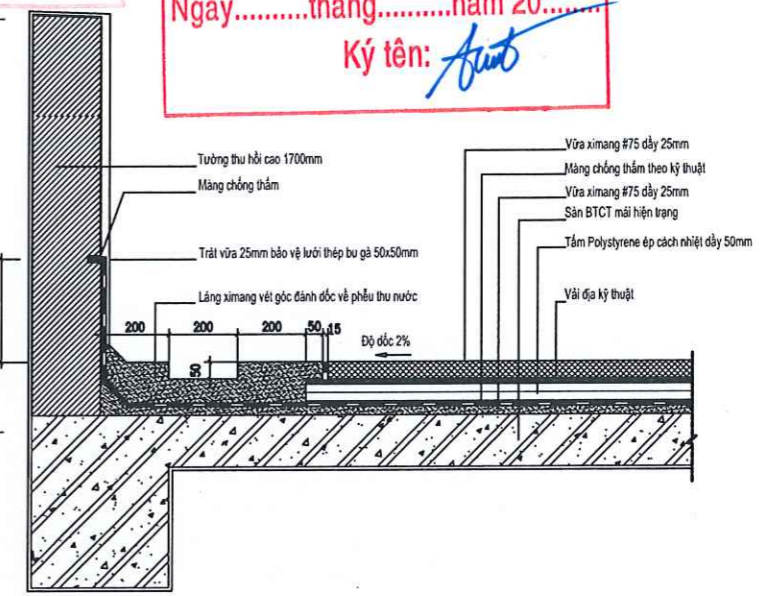 Ngày..........tháng..........năm 20........
Ký tên:
Tường thu hồi cao 1700mm
Màng chống thấm
Trát vữa 25mm bảo vệ lưới thép bu gà 50x50mm
Láng ximang vét góc đánh dốc về phễu thu nước
Vữa ximang #75 dầy 25mm
Màng chống thấm theo kỹ thuật
Vữa ximang #75 dầy 25mm
Sàn BTCT mái hiện trạng
Tấm Polystyrene ép cách nhiệt dầy 50mm
Vải địa kỹ thuật
200
200
200
50
15
Độ dốc 2%
50